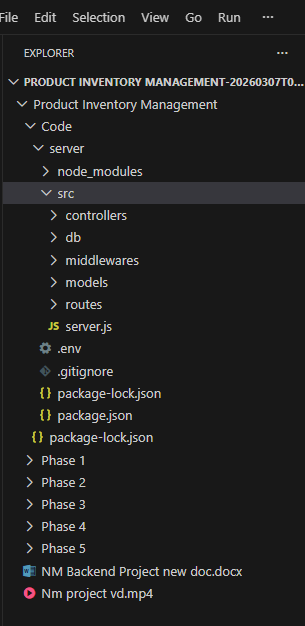 File Edit Selection View Go Run ...
EXPLORER ...
PRODUCT INVENTORY MANAGEMENT-20260307T0...
Product Inventory Management
Code
server
node_modules
src
controllers
db
middlewares
models
routes
JS server.js
.env
.gitignore
{} package-lock.json
{} package.json
{} package-lock.json
Phase 1
Phase 2
Phase 3
Phase 4
Phase 5
NM Backend Project new doc.docx
Nm project vd.mp4